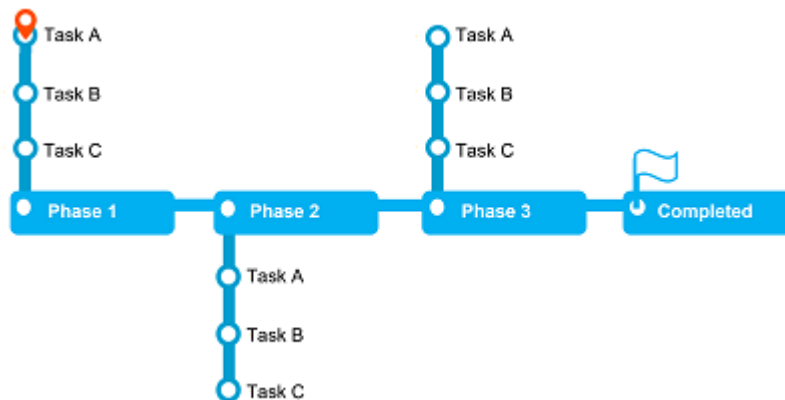 Task A
Task B
Task C
Task A
Task B
Task C
Phase 1
Phase 2
Phase 3
Completed
Task A
Task B
Task C